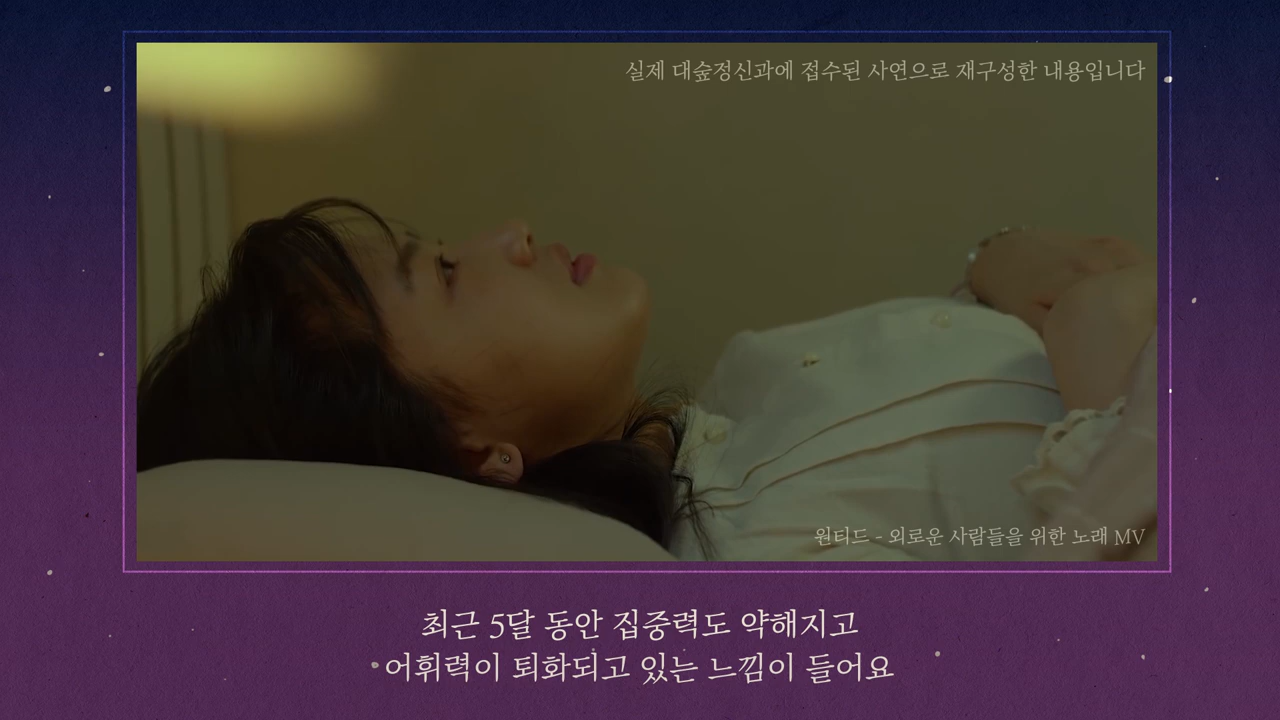 실제 대숲정신과에 접수된 사연으로 재구성한 내용입니다
원티드 - 외로운 사람들을 위한 노래 MV
최근 5달 동안 집중력도 약해지고
어휘력이 퇴화되고 있는 느낌이 들어요